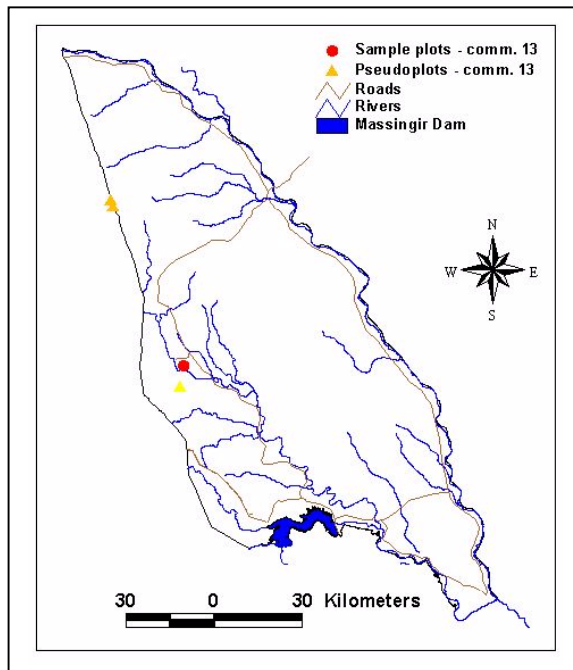 Sample plots - comm. 13
Pseudoplots - comm. 13
Roads
Rivers
Massingir Dam
N
W E
S
30 0 30 Kilometers